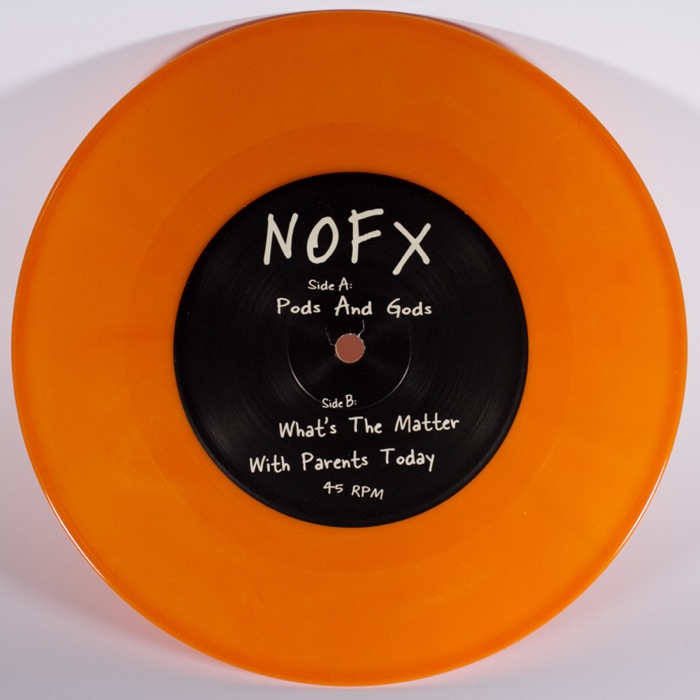 NOFX
Side A:
Pods And Gods
Side B:
What's The Matter
With Parents Today
45 RPM